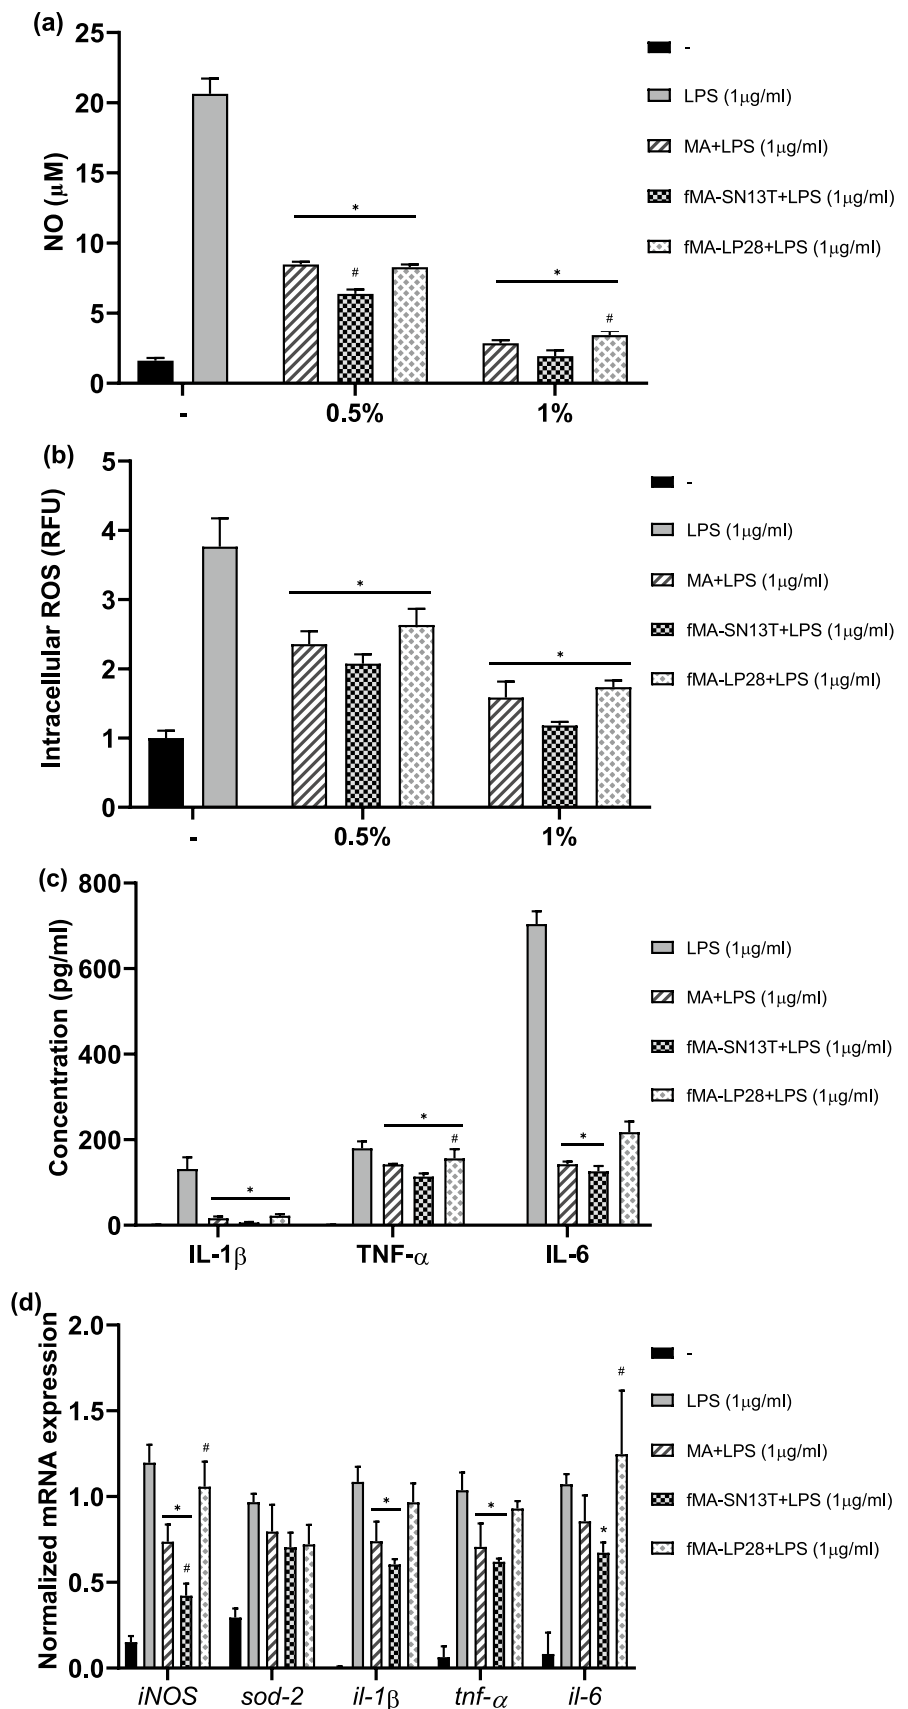 (a)
NO (μM)
25
20
15
10
5
0
*
#
*
#
-
0.5%
1%
-
LPS (1μg/ml)
MA+LPS (1μg/ml)
fMA-SN13T+LPS (1μg/ml)
fMA-LP28+LPS (1μg/ml)
(b)
Intracellular ROS (RFU)
5
4
3
2
1
0
*
*
-
0.5%
1%
-
LPS (1μg/ml)
MA+LPS (1μg/ml)
fMA-SN13T+LPS (1μg/ml)
fMA-LP28+LPS (1μg/ml)
(c)
Concentration (pg/ml)
800
600
400
200
0
*
*
#
*
IL-1β
TNF-α
IL-6
LPS (1μg/ml)
MA+LPS (1μg/ml)
fMA-SN13T+LPS (1μg/ml)
fMA-LP28+LPS (1μg/ml)
(d)
Normalized mRNA expression
2.0
1.5
1.0
0.5
0.0
*
#
#
*
*
*
#
iNOS
sod-2
il-1β
tnf-α
il-6
-
LPS (1μg/ml)
MA+LPS (1μg/ml)
fMA-SN13T+LPS (1μg/ml)
fMA-LP28+LPS (1μg/ml)